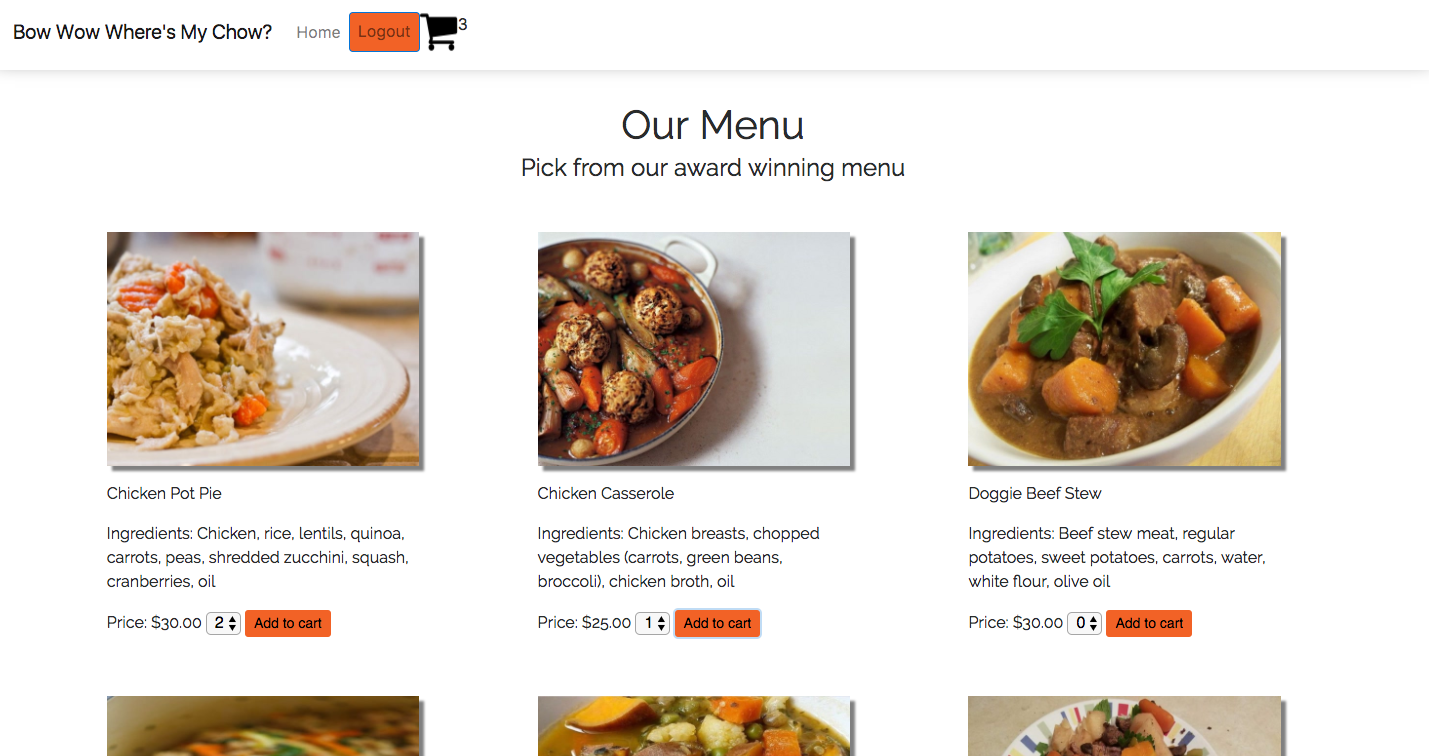 Bow Wow Where's My Chow? Home Logout 3
Our Menu
Pick from our award winning menu
Chicken Pot Pie
Ingredients: Chicken, rice, lentils, quinoa,
carrots, peas, shredded zucchini, squash,
cranberries, oil
Price: $30.00 2 Add to cart
Chicken Casserole
Ingredients: Chicken breasts, chopped
vegetables (carrots, green beans,
broccoli), chicken broth, oil
Price: $25.00 1 Add to cart
Doggie Beef Stew
Ingredients: Beef stew meat, regular
potatoes, sweet potatoes, carrots, water,
white flour, olive oil
Price: $30.00 0 Add to cart